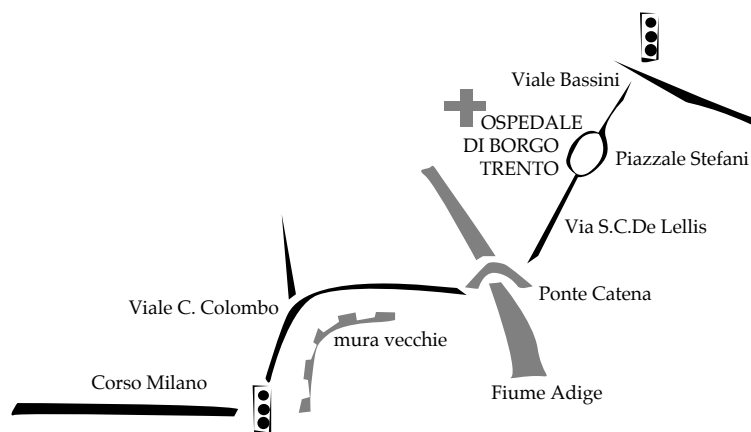 Viale Bassini
OSPEDALE
DI BORGO
TRENTO
Piazzale Stefani
Via S.C.De Lellis
Ponte Catena
Viale C. Colombo
mura vecchie
Corso Milano
Fiume Adige